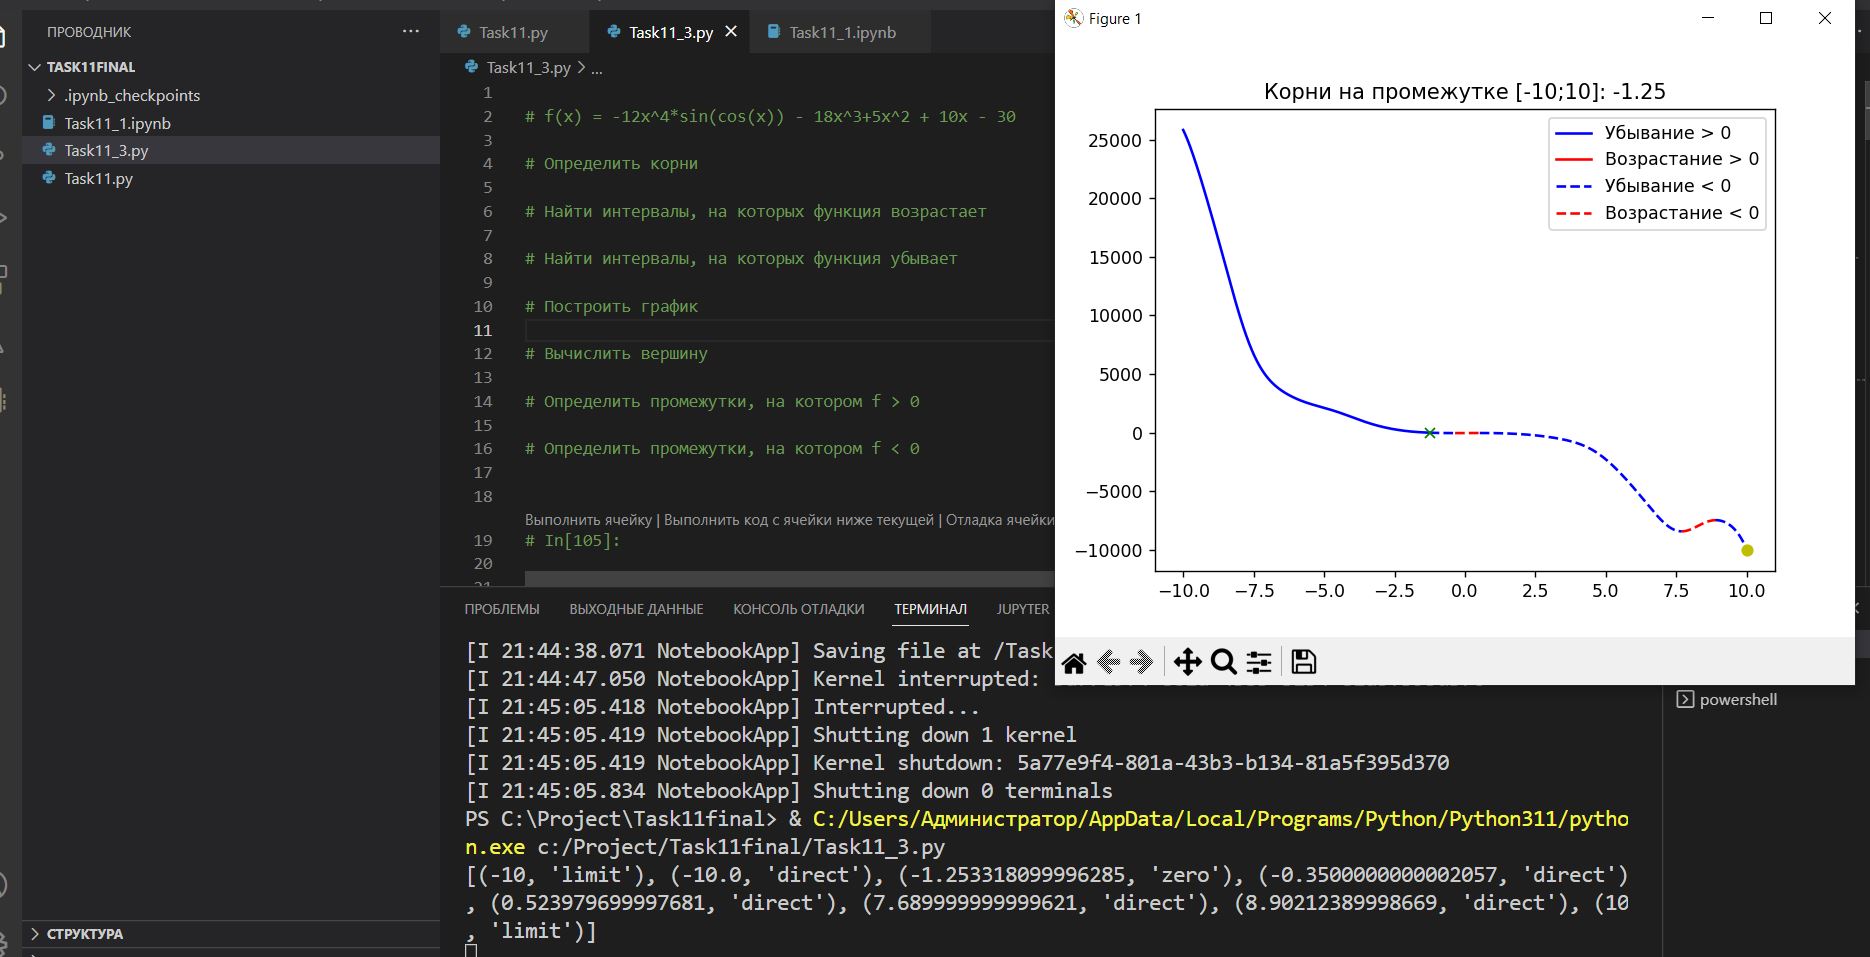 ПРОВОДНИК
TASK11FINAL
.ipynb_checkpoints
Task11_1.ipynb
Task11_3.py
Task11.py
СТРУКТУРА
Task11.py
Task11_3.py
Task11_1.ipynb
Task11_3.py > ...
1
2 # f(x) = -12x^4*sin(cos(x)) - 18x^3+5x^2 + 10x - 30
3
4 # Определить корни
5
6 # Найти интервалы, на которых функция возрастает
7
8 # Найти интервалы, на которых функция убывает
9
10 # Построить график
11
12 # Вычислить вершину
13
14 # Определить промежутки, на котором f > 0
15
16 # Определить промежутки, на котором f < 0
17
18
Выполнить ячейку | Выполнить код с ячейки ниже текущей | Отладка ячейки
19 # In[105]:
20
21
Figure 1
Корни на промежутке [-10;10]: -1.25
Убывание > 0
Возрастание > 0
Убывание < 0
Возрастание < 0
25000
20000
15000
10000
5000
0
−5000
−10000
−10.0 −7.5 −5.0 −2.5 0.0 2.5 5.0 7.5 10.0
ПРОБЛЕМЫ ВЫХОДНЫЕ ДАННЫЕ КОНСОЛЬ ОТЛАДКИ ТЕРМИНАЛ JUPYTER
[I 21:44:38.071 NotebookApp] Saving file at /Task
[I 21:44:47.050 NotebookApp] Kernel interrupted:
[I 21:45:05.418 NotebookApp] Interrupted...
[I 21:45:05.419 NotebookApp] Shutting down 1 kernel
[I 21:45:05.419 NotebookApp] Kernel shutdown: 5a77e9f4-801a-43b3-b134-81a5f395d370
[I 21:45:05.834 NotebookApp] Shutting down 0 terminals
PS C:\Project\Task11final> & C:/Users/Администратор/AppData/Local/Programs/Python/Python311/pytho
n.exe c:/Project/Task11final/Task11_3.py
[(-10, 'limit'), (-10.0, 'direct'), (-1.253318099996285, 'zero'), (-0.3500000000002057, 'direct')
, (0.523979699997681, 'direct'), (7.689999999999621, 'direct'), (8.90212389998669, 'direct'), (10
, 'limit')]
powershell